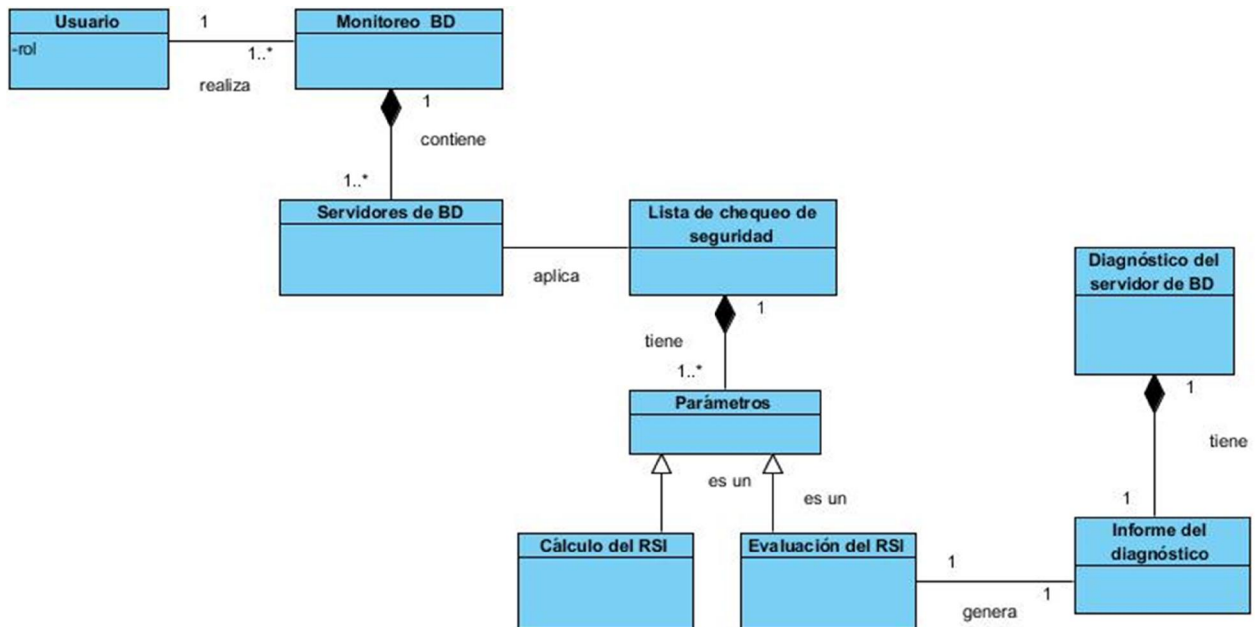 Usuario
-rol
1
1..*
realiza
Monitoreo BD
1
contiene
1..*
Servidores de BD
aplica
Lista de chequeo de
seguridad
1
tiene
1..*
Parámetros
es un
es un
Cálculo del RSI
Evaluación del RSI
1
1
genera
Diagnóstico del
servidor de BD
1
tiene
1
Informe del
diagnóstico